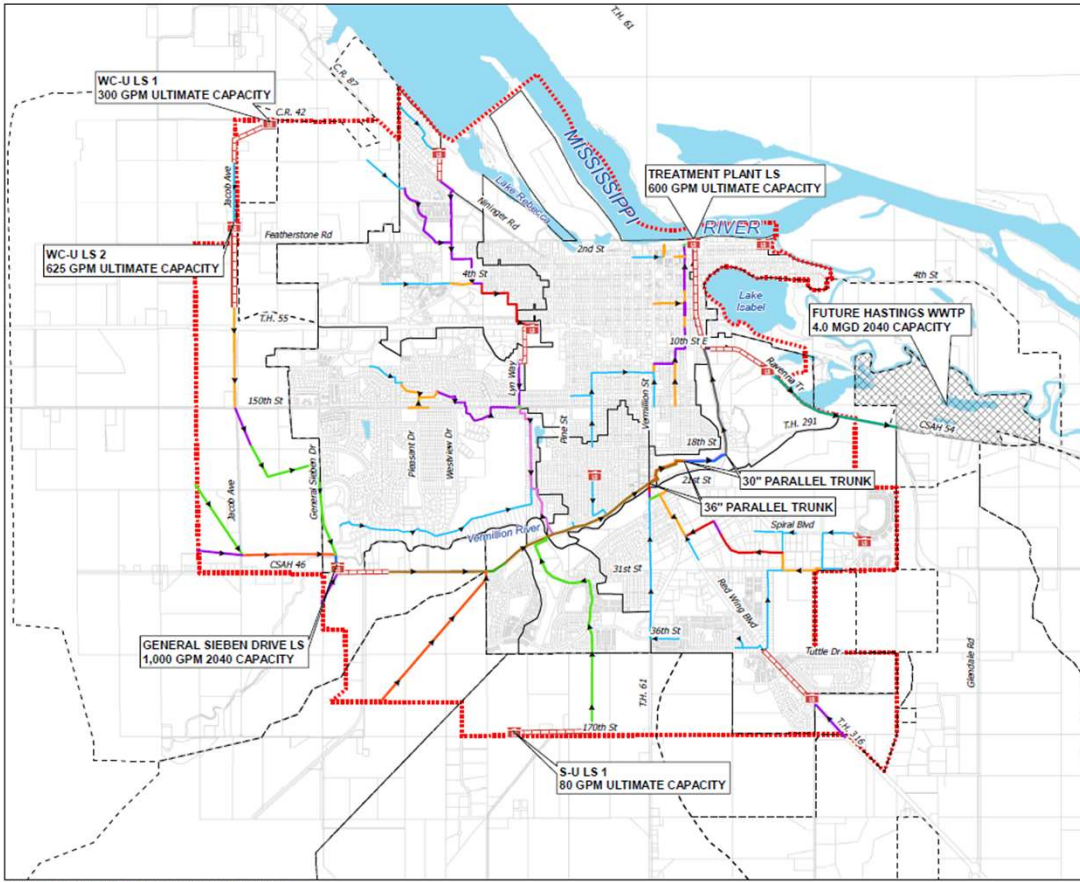 T.H. 61
WC-U LS 1
300 GPM ULTIMATE CAPACITY
C.R. 87
C.R. 42
MISSISSIPPI
RIVER
TREATMENT PLANT LS
600 GPM ULTIMATE CAPACITY
Lake Rebecca
Jacob Ave
Nininger Rd
Featherstone Rd
2nd St
WC-U LS 2
625 GPM ULTIMATE CAPACITY
4th St
4th St
Lake
Isabel
FUTURE HASTINGS WWTP
4.0 MGD 2040 CAPACITY
T.H. 55
10th St E
Ravenna Tr
Lyn Way
150th St
Vermillion St
Pine St
T.H. 291
CSAH 54
Pleasant Dr
Westview Dr
18th St
General Sieben Dr
Jacob Ave
21st St
30" PARALLEL TRUNK
36" PARALLEL TRUNK
Vermillion River
Spiral Blvd
CSAH 46
31st St
Red Wing Blvd
36th St
GENERAL SIEBEN DRIVE LS
1,000 GPM 2040 CAPACITY
Tuttle Dr
Glendale Rd
T.H. 61
170th St
T.H. 316
S-U LS 1
80 GPM ULTIMATE CAPACITY